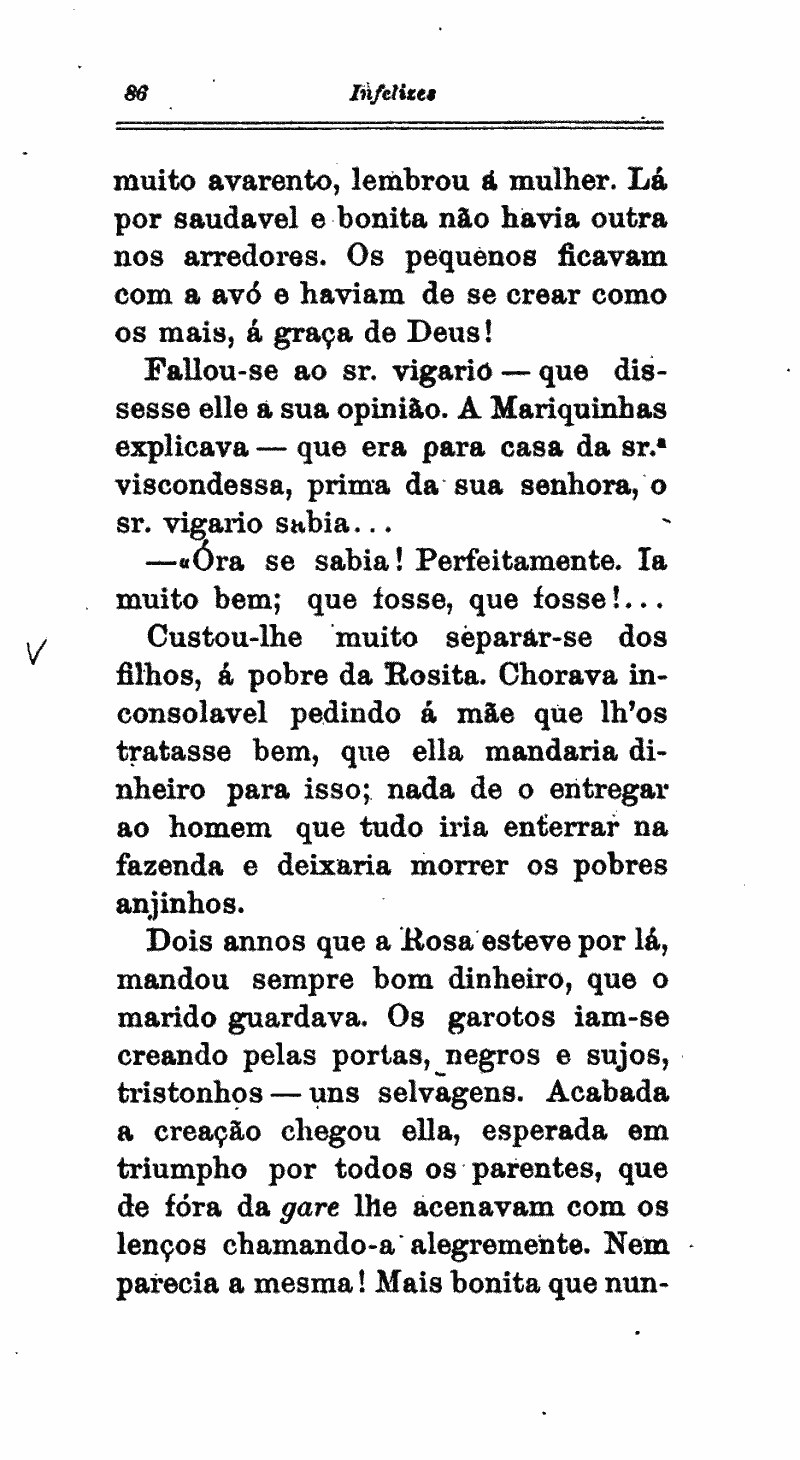 86 Infelizes
muito avarento, lembrou á mulher. Lá
por saudavel e bonita não havia outra
nos arredores. Os pequenos ficavam
com a avó e haviam de se crear como
os mais, á graça de Deus!
Fallou-se ao sr. vigario — que dis-
sesse elle a sua opinião. A Mariquinhas
explicava — que era para casa da sr.ª
viscondessa, prima da sua senhora, o
sr. vigario sabia...
—«Óra se sabia! Perfeitamente. Ia
muito bem; que fosse, que fosse!...
Custou-lhe muito separar-se dos
filhos, á pobre da Rosita. Chorava in-
consolavel pedindo á mãe que lh'os
tratasse bem, que ella mandaria di-
nheiro para isso; nada de o entregar
ao homem que tudo iria enterrar na
fazenda e deixaria morrer os pobres
anjinhos.
Dois annos que a Rosa esteve por lá,
mandou sempre bom dinheiro, que o
marido guardava. Os garotos iam-se
creando pelas portas, negros e sujos,
tristonhos — uns selvagens. Acabada
a creação chegou ella, esperada em
triumpho por todos os parentes, que
de fóra da gare lhe acenavam com os
lenços chamando-a alegremente. Nem
parecia a mesma! Mais bonita que nun-